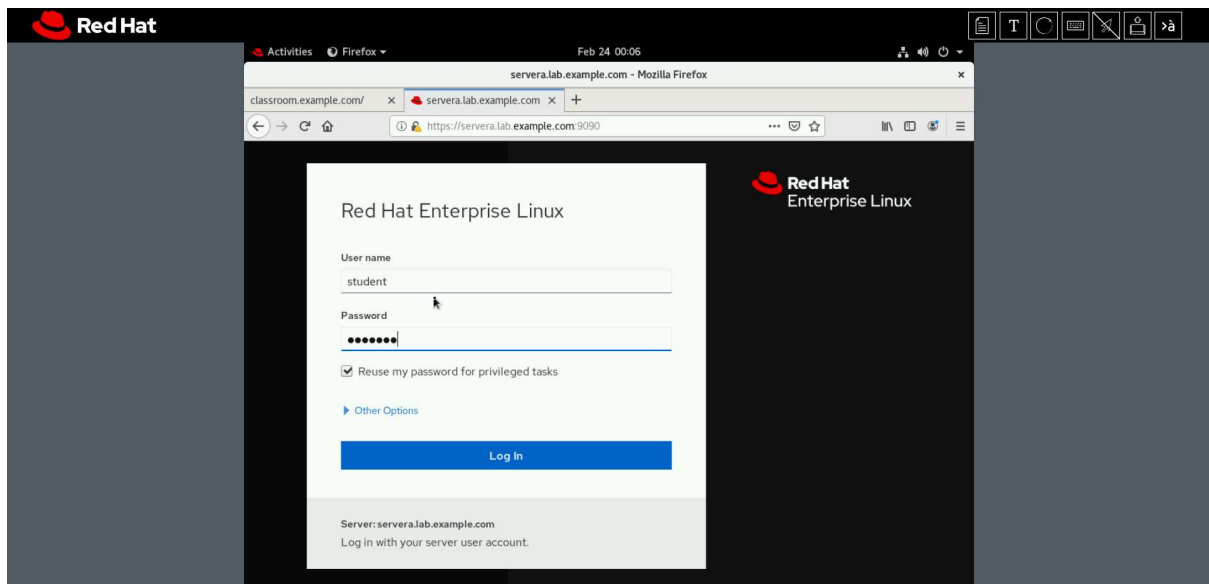 Red Hat
T
>à
Activities Firefox Feb 24 00:06
servera.lab.example.com - Mozilla Firefox ×
classroom.example.com/ × servera.lab.example.com × +
https://servera.lab.example.com:9090
Red Hat
Enterprise Linux
Red Hat Enterprise Linux
User name
student
Password
•••••••
Reuse my password for privileged tasks
Other Options
Log In
Server: servera.lab.example.com
Log in with your server user account.